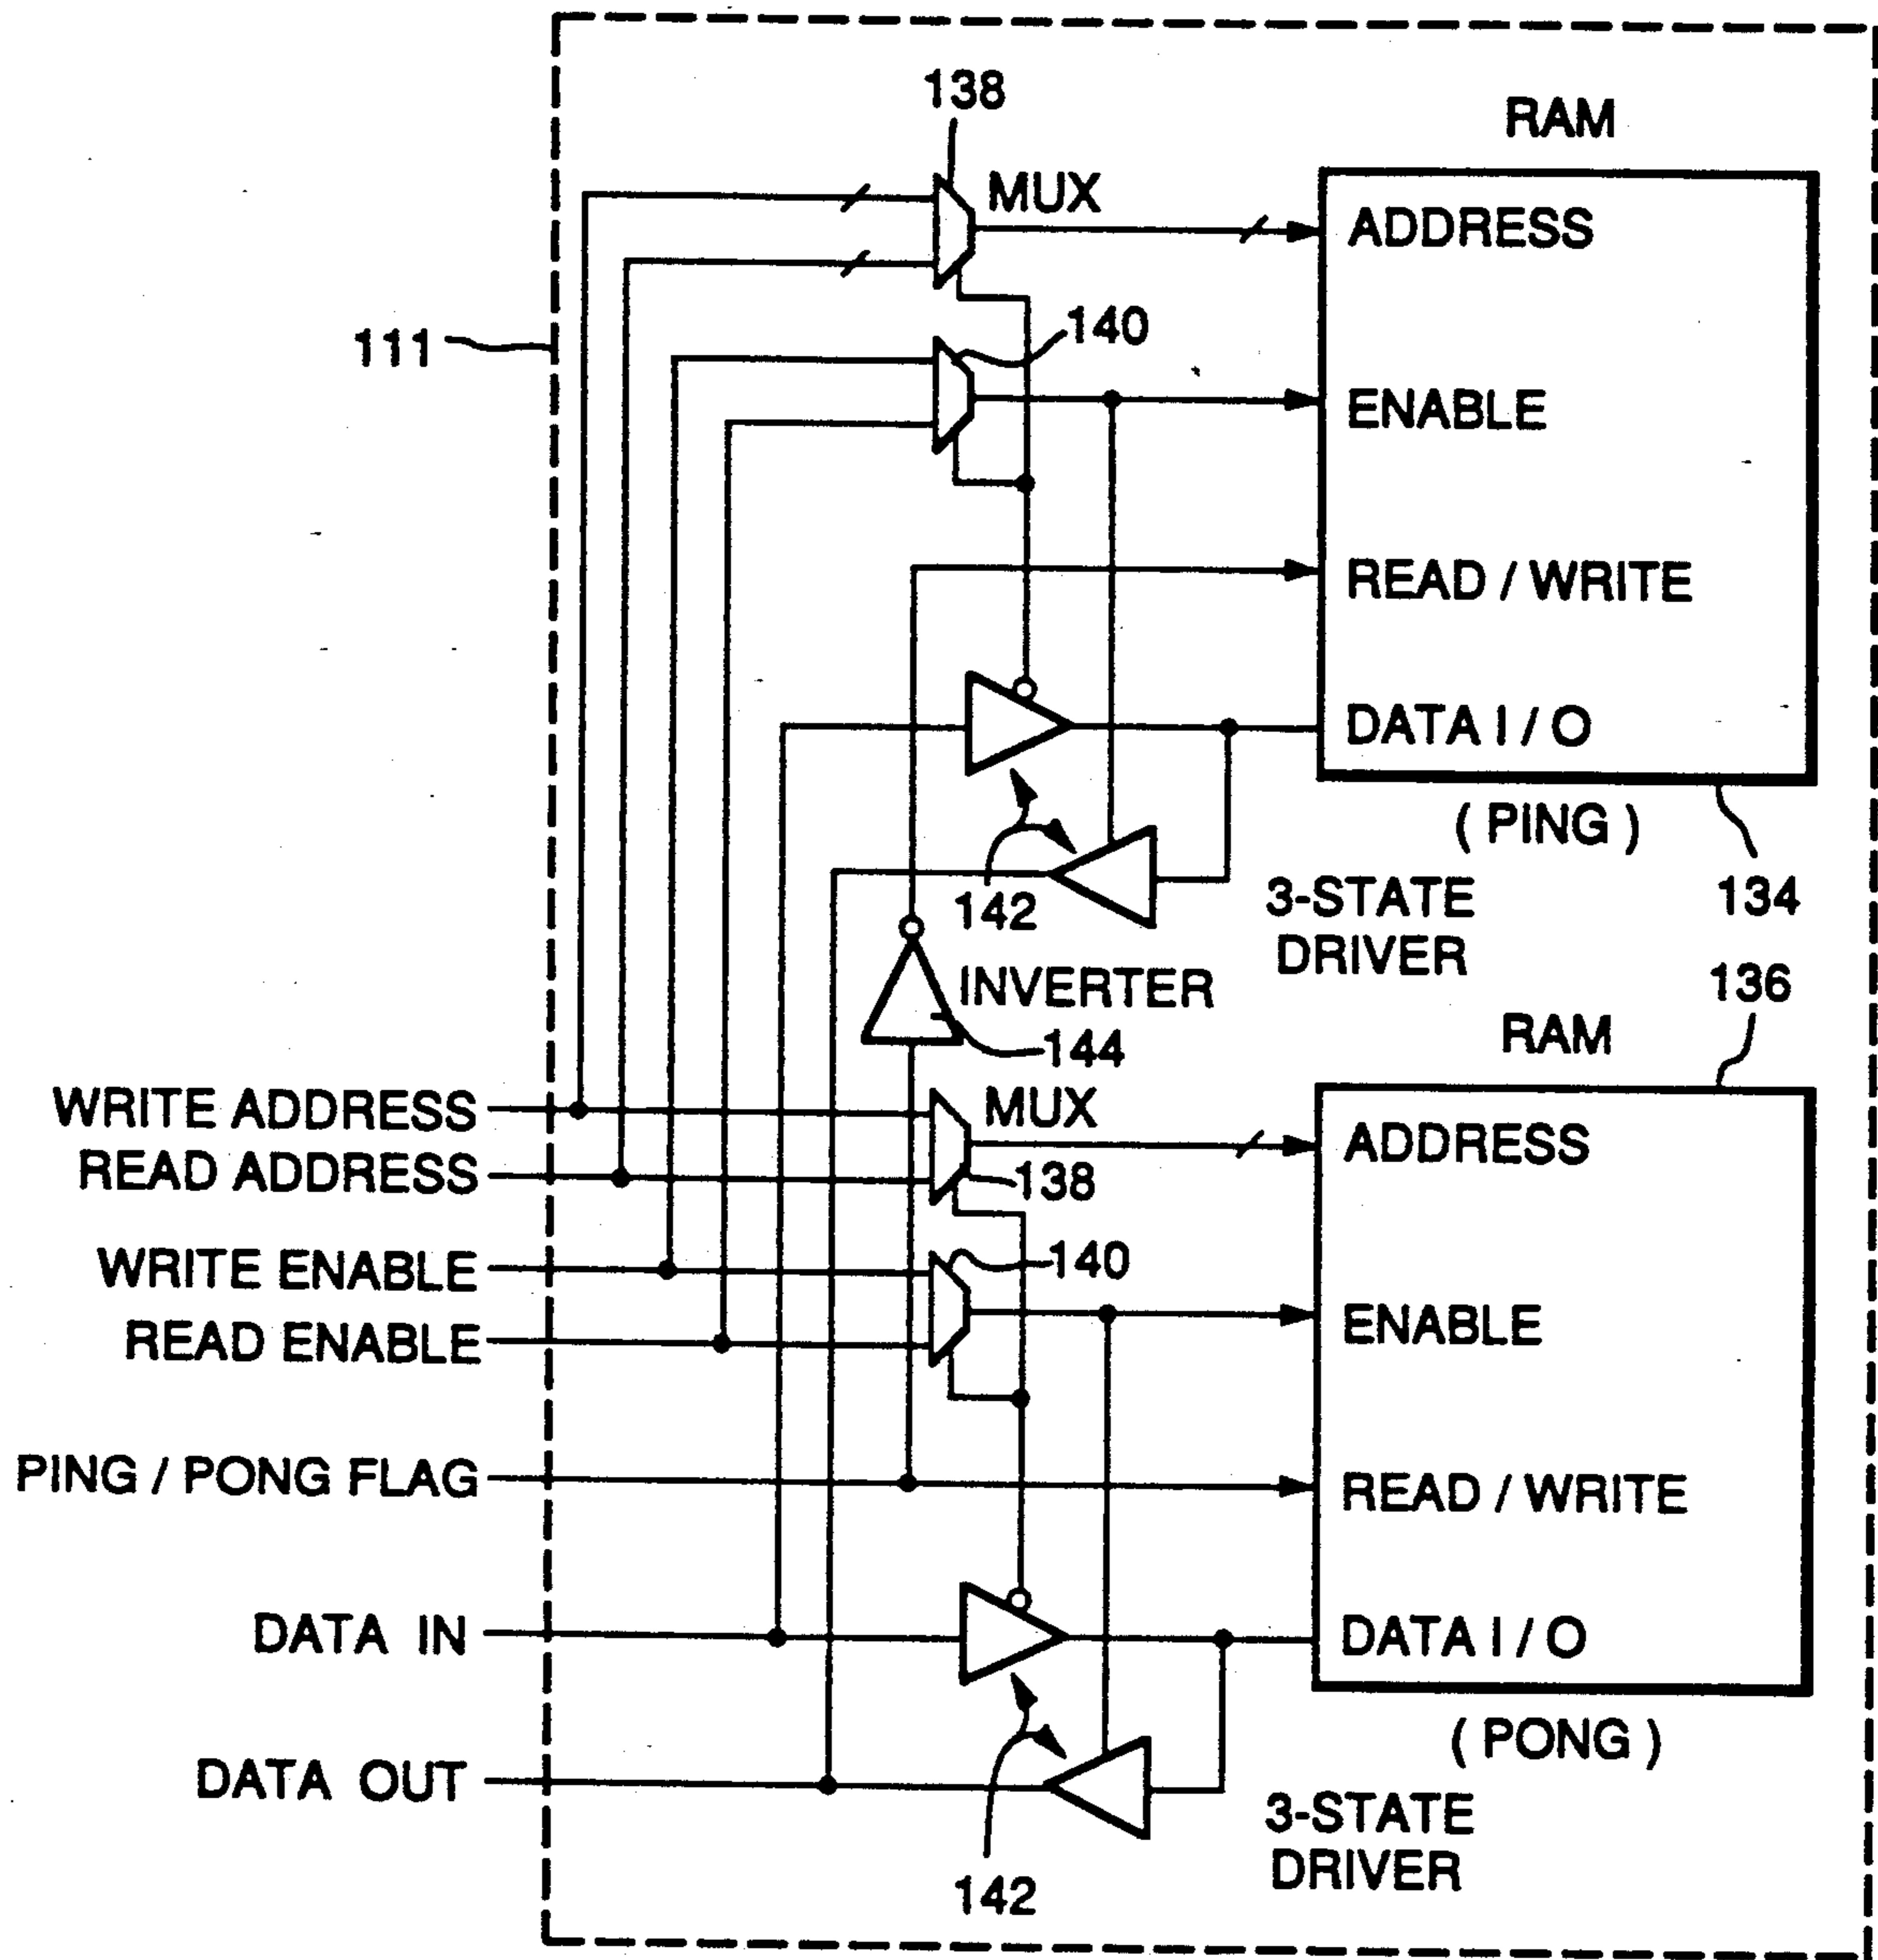 138
RAM
MUX
ADDRESS
111
140
ENABLE
READ / WRITE
DATA I / O
( PING )
142
3-STATE
DRIVER
134
INVERTER
144
136
RAM
WRITE ADDRESS
MUX
ADDRESS
READ ADDRESS
138
WRITE ENABLE
140
READ ENABLE
ENABLE
PING / PONG FLAG
READ / WRITE
DATA IN
DATA I / O
( PONG )
DATA OUT
3-STATE
DRIVER
142